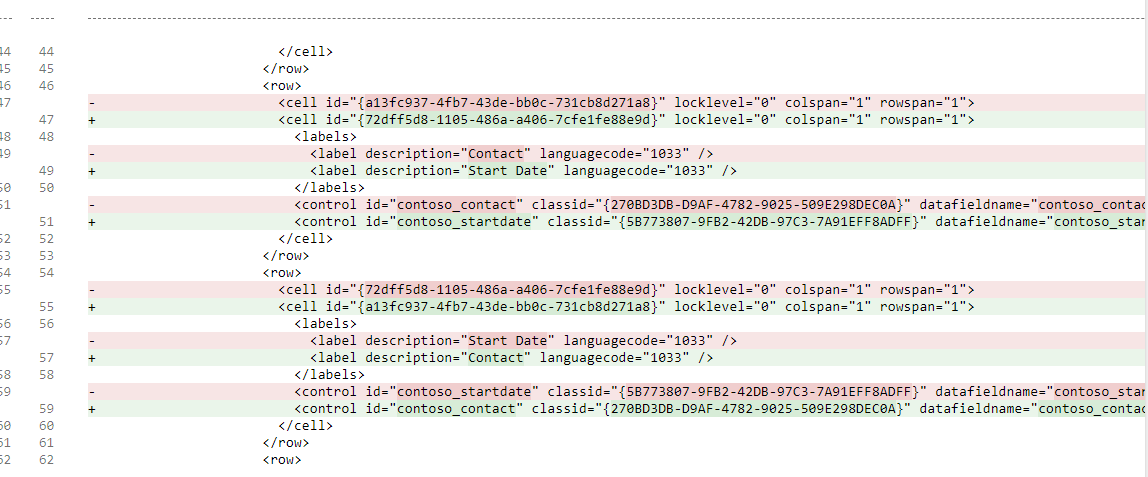 44 44 </cell>
45 45 </row>
46 46 <row>
47 - <cell id="{a13fc937-4fb7-43de-bb0c-731cb8d271a8}" locklevel="0" colspan="1" rowspan="1">
47 + <cell id="{72dff5d8-1105-486a-a406-7cfe1fe88e9d}" locklevel="0" colspan="1" rowspan="1">
48 48 <labels>
49 - <label description="Contact" languagecode="1033" />
49 + <label description="Start Date" languagecode="1033" />
50 50 </labels>
51 - <control id="contoso_contact" classid="{270BD3DB-D9AF-4782-9025-509E298DEC0A}" datafieldname="contoso_contac
51 + <control id="contoso_startdate" classid="{5B773807-9FB2-42DB-97C3-7A91EFF8ADFF}" datafieldname="contoso_star
52 52 </cell>
53 53 </row>
54 54 <row>
55 - <cell id="{72dff5d8-1105-486a-a406-7cfe1fe88e9d}" locklevel="0" colspan="1" rowspan="1">
55 + <cell id="{a13fc937-4fb7-43de-bb0c-731cb8d271a8}" locklevel="0" colspan="1" rowspan="1">
56 56 <labels>
57 - <label description="Start Date" languagecode="1033" />
57 + <label description="Contact" languagecode="1033" />
58 58 </labels>
59 - <control id="contoso_startdate" classid="{5B773807-9FB2-42DB-97C3-7A91EFF8ADFF}" datafieldname="contoso_star
59 + <control id="contoso_contact" classid="{270BD3DB-D9AF-4782-9025-509E298DEC0A}" datafieldname="contoso_contac
60 60 </cell>
61 61 </row>
62 62 <row>